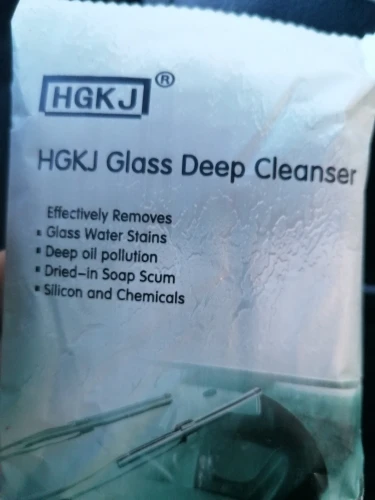 HGKJ®
HGKJ Glass Deep Cleanser
Effectively Removes
▪ Glass Water Stains
▪ Deep oil pollution
▪ Dried-in Soap Scum
▪ Silicon and Chemicals